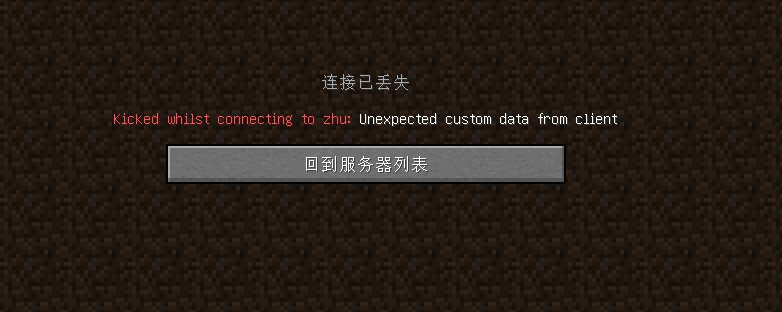 连接已丢失
Kicked whilst connecting to zhu: Unexpected custom data from client
回到服务器列表